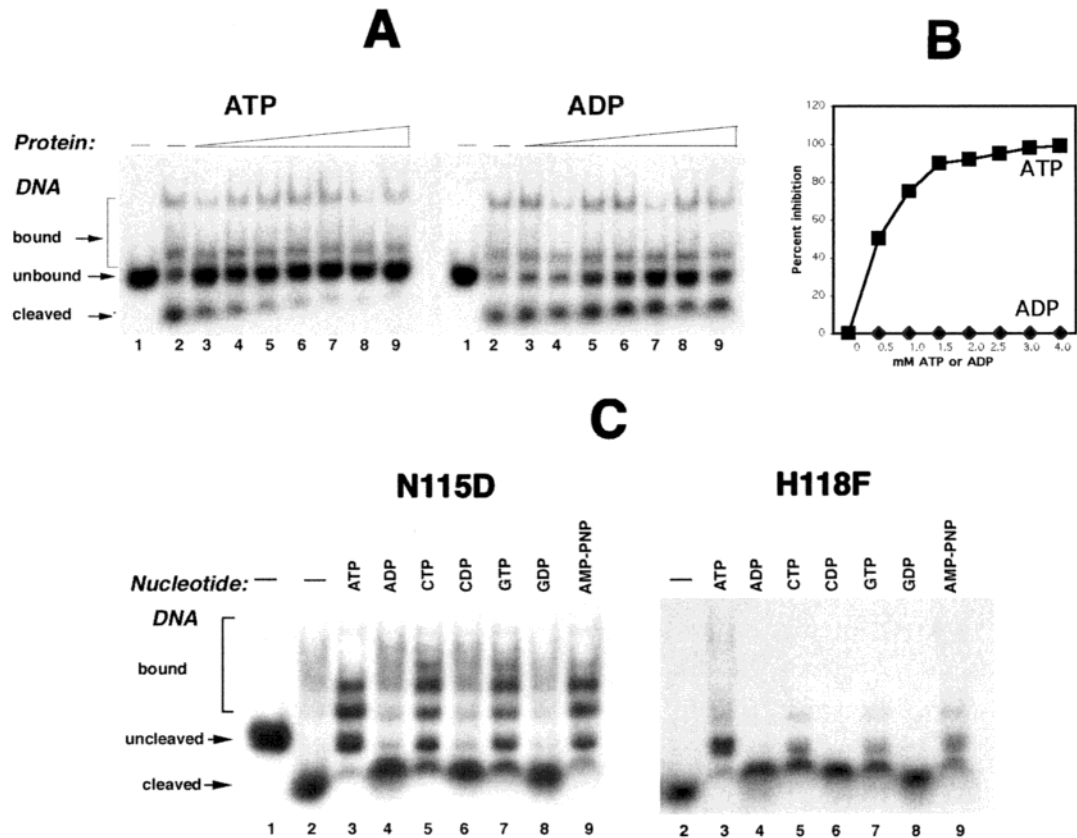 A
B
ATP
ADP
Protein: — — — —
DNA
bound
unbound
cleaved
1 2 3 4 5 6 7 8 9
1 2 3 4 5 6 7 8 9
Percent inhibition
120
100
80
60
40
20
0
ATP
ADP
0 0.5 1.0 1.5 2.0 2.5 3.0 4.0
mM ATP or ADP
C
N115D
H118F
Nucleotide: — — ATP ADP CTP CDP GTP GDP AMP-PNP
— ATP ADP CTP CDP GTP GDP AMP-PNP
DNA
bound
uncleaved
cleaved
1 2 3 4 5 6 7 8 9
2 3 4 5 6 7 8 9